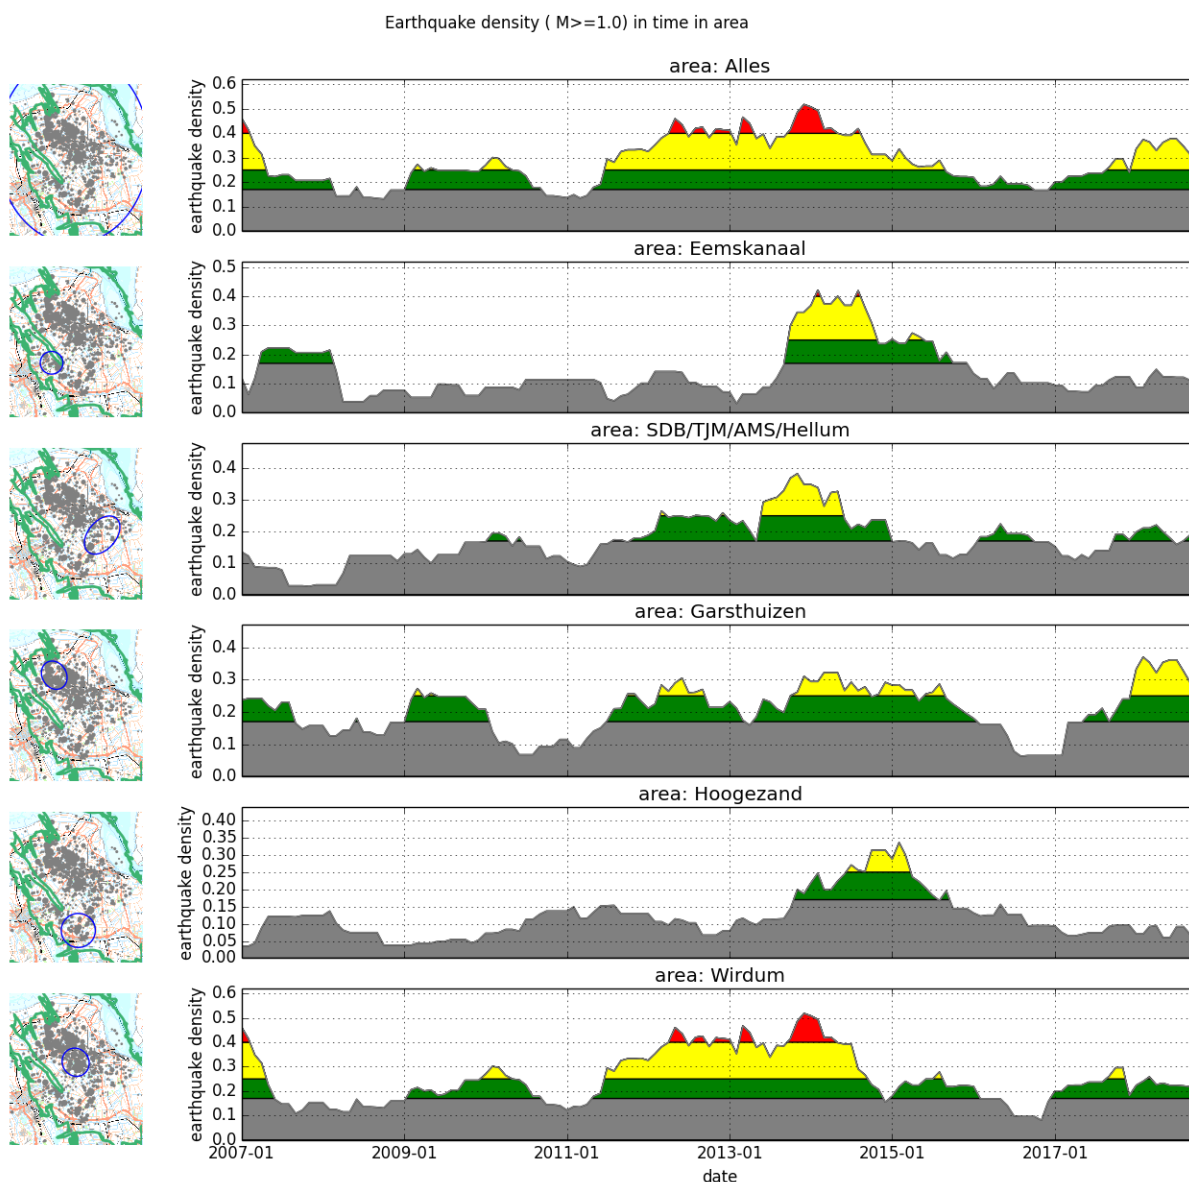 Earthquake density ( M>=1.0) in time in area
area: Alles
earthquake density
0.6
0.5
0.4
0.3
0.2
0.1
0.0
area: Eemskanaal
earthquake density
0.5
0.4
0.3
0.2
0.1
0.0
area: SDB/TJM/AMS/Hellum
earthquake density
0.4
0.3
0.2
0.1
0.0
area: Garsthuizen
earthquake density
0.4
0.3
0.2
0.1
0.0
area: Hoogezand
earthquake density
0.40
0.35
0.30
0.25
0.20
0.15
0.10
0.05
0.00
area: Wirdum
earthquake density
0.6
0.5
0.4
0.3
0.2
0.1
0.0
2007-01 2009-01 2011-01 2013-01 2015-01 2017-01
date